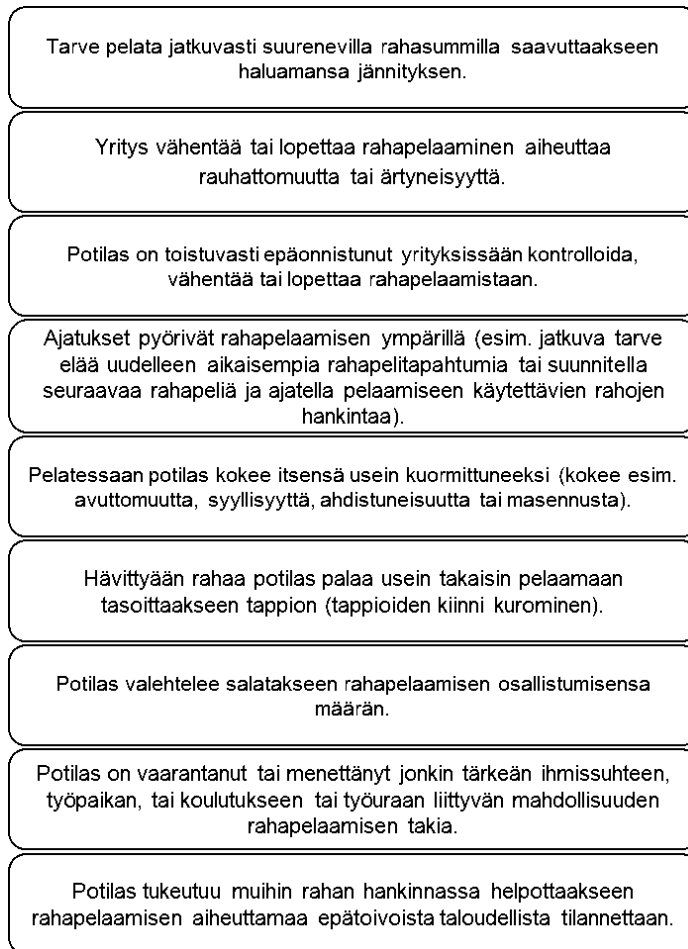 Tarve pelata jatkuvasti suurenevilla rahasummilla saavuttaakseen
haluamansa jännityksen.
Yritys vähentää tai lopettaa rahapelaaminen aiheuttaa
rauhattomuutta tai ärtyneisyyttä.
Potilas on toistuvasti epäonnistunut yrityksissään kontrolloida,
vähentää tai lopettaa rahapelaamistaan.
Ajatukset pyörivät rahapelaamisen ympärillä (esim. jatkuva tarve
elää uudelleen aikaisempia rahapelitapahtumia tai suunnitella
seuraavaa rahapeliä ja ajatella pelaamiseen käytettävien rahojen
hankintaa).
Pelatessaan potilas kokee itsensä usein kuormittuneeksi (kokee esim.
avuttomuutta, syyllisyyttä, ahdistuneisuutta tai masennusta).
Hävittyään rahaa potilas palaa usein takaisin pelaamaan
tasoittaakseen tappion (tappioiden kiinni kurominen).
Potilas valehtelee salatakseen rahapelaamisen osallistumisensa
määrän.
Potilas on vaarantanut tai menettänyt jonkin tärkeän ihmissuhteen,
työpaikan, tai koulutukseen tai työuraan liittyvän mahdollisuuden
rahapelaamisen takia.
Potilas tukeutuu muihin rahan hankinnassa helpottaakseen
rahapelaamisen aiheuttamaa epätoivoista taloudellista tilannettaan.